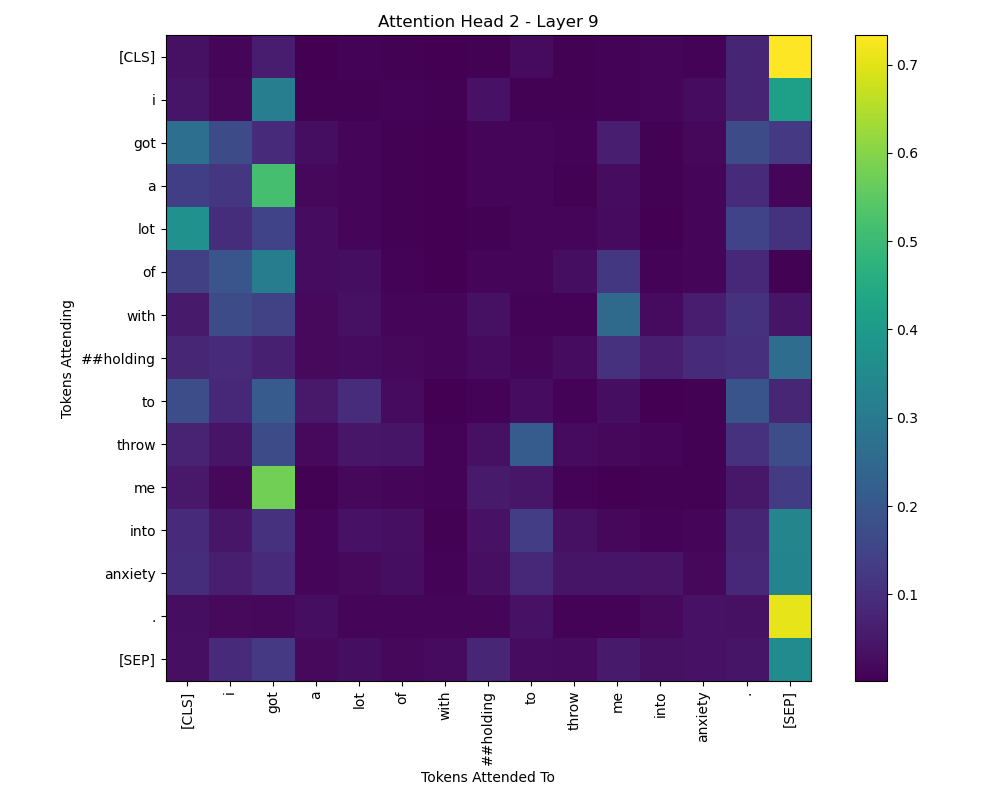 Attention Head 2 - Layer 9
Tokens Attending
[CLS]
i
got
a
lot
of
with
##holding
to
throw
me
into
anxiety
.
[SEP]
[CLS]
i
got
a
lot
of
with
##holding
to
throw
me
into
anxiety
.
[SEP]
Tokens Attended To
0.7
0.6
0.5
0.4
0.3
0.2
0.1